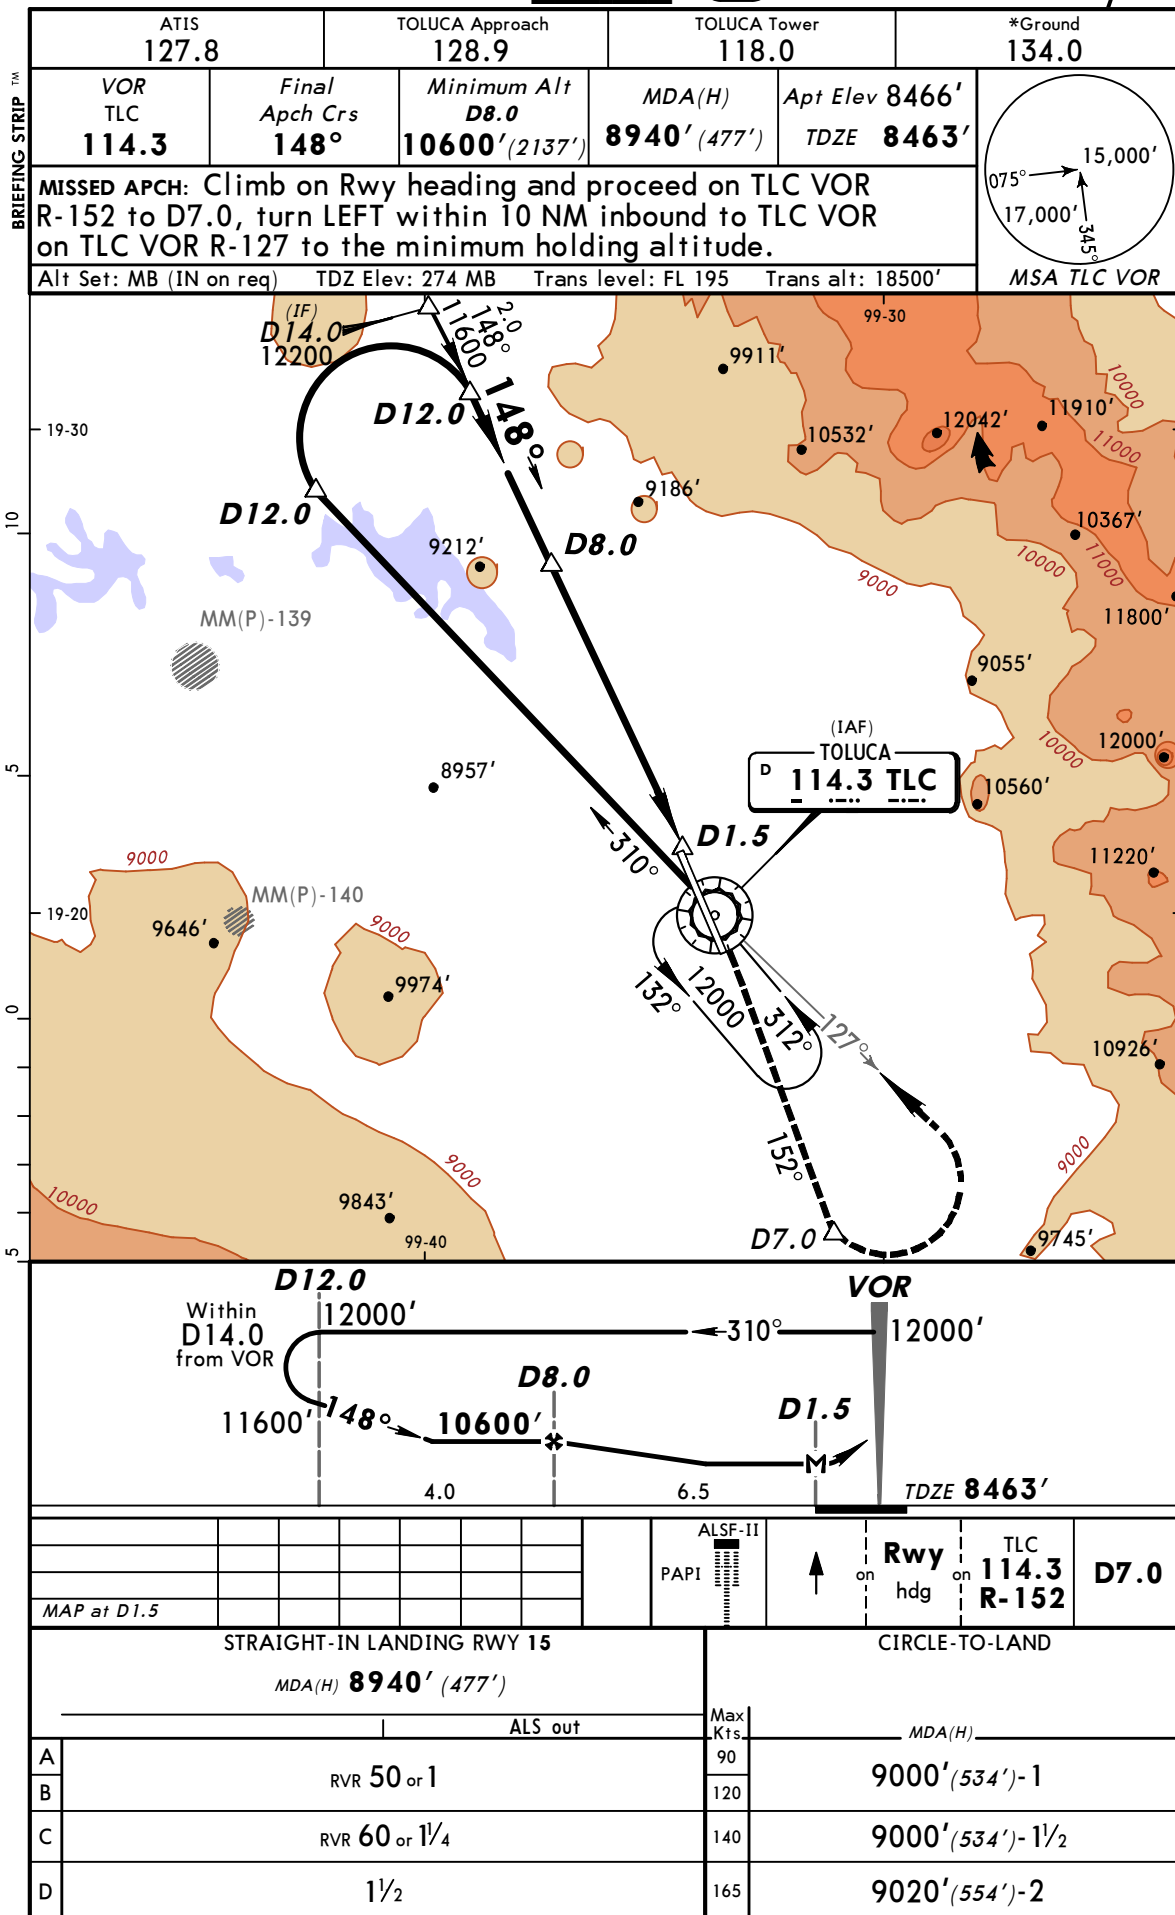 ATIS
127.8
TOLUCA Approach
128.9
TOLUCA Tower
118.0
*Ground
134.0
BRIEFING STRIP ™
VOR
TLC
114.3
Final
Apch Crs
148°
Minimum Alt
D8.0
10600' (2137')
MDA(H)
8940' (477')
Apt Elev 8466'
TDZE 8463'
MISSED APCH: Climb on Rwy heading and proceed on TLC VOR
R-152 to D7.0, turn LEFT within 10 NM inbound to TLC VOR
on TLC VOR R-127 to the minimum holding altitude.
Alt Set: MB (IN on req) TDZ Elev: 274 MB Trans level: FL 195 Trans alt: 18500'
075°
15,000'
17,000'
345°
MSA TLC VOR
(IF)
D14.0
12200
2.0
148°
11600
99-30
9911'
10000
D12.0
148°
12042'
11910'
19-30
10532'
11000
D12.0
9186'
10
9212'
D8.0
10367'
10000
11000
9000
11800'
MM(P)-139
9055'
(IAF)
TOLUCA
D 114.3 TLC
10000
12000'
5
8957'
10560'
D1.5
310°
9000
11220'
MM(P)-140
19-20
9646'
9000
9974'
132°
12000
312°
127°
0
10926'
152°
9000
9000
10000
9843'
99-40
D7.0
9745'
5
D12.0
VOR
Within
D14.0
from VOR
12000'
310°
12000'
D8.0
11600'
148°
10600'
D1.5
4.0
6.5
TDZE 8463'
MAP at D1.5
ALSF-II
PAPI
on
Rwy
hdg
on
TLC
114.3
R-152
D7.0
STRAIGHT-IN LANDING RWY 15
CIRCLE-TO-LAND
MDA(H) 8940' (477')
ALS out
Max
Kts
MDA(H)
A
B
RVR 50 or 1
90
120
9000' (534')-1
C
RVR 60 or 1 1/4
140
9000' (534')-1 1/2
D
1 1/2
165
9020' (554')-2